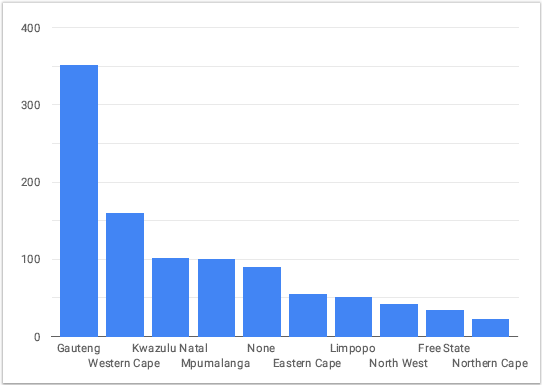 400
300
200
100
0
Gauteng Kwazulu Natal None Limpopo Free State
Western Cape Mpumalanga Eastern Cape North West Northern Cape